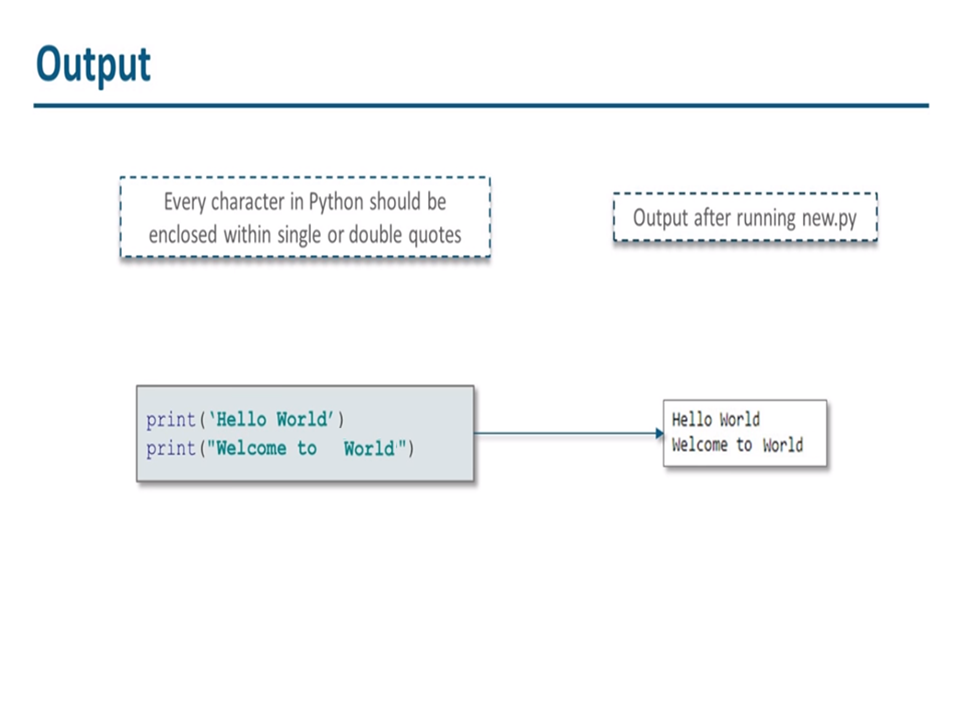 Output
Every character in Python should be
enclosed within single or double quotes
Output after running new.py
print(‘Hello World’)
print("Welcome to   World")
Hello World
Welcome to World